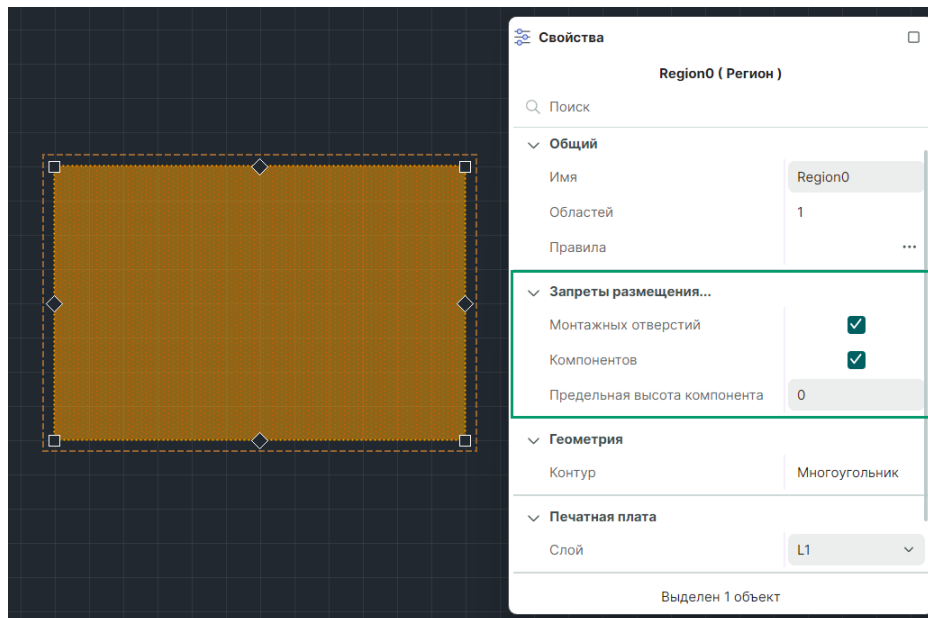 Свойства
Region0 ( Регион )
Поиск
Общий
Имя Region0
Областей 1
Правила ...
Запреты размещения...
Монтажных отверстий
Компонентов
Предельная высота компонента 0
Геометрия
Контур Многоугольник
Печатная плата
Слой L1
Выделен 1 объект